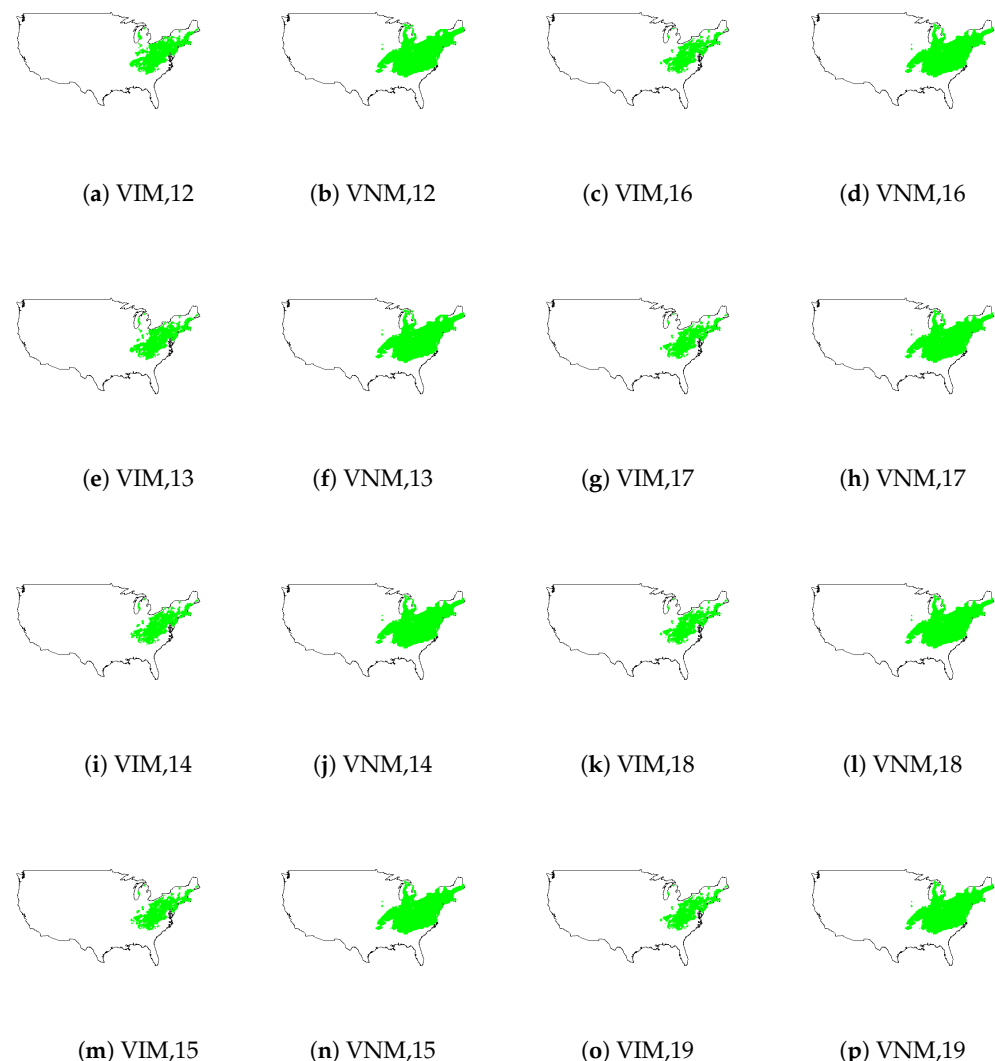 (a) VIM,12
(b) VNM,12
(c) VIM,16
(d) VNM,16
(e) VIM,13
(f) VNM,13
(g) VIM,17
(h) VNM,17
(i) VIM,14
(j) VNM,14
(k) VIM,18
(l) VNM,18
(m) VIM,15
(n) VNM,15
(o) VIM,19
(p) VNM,19